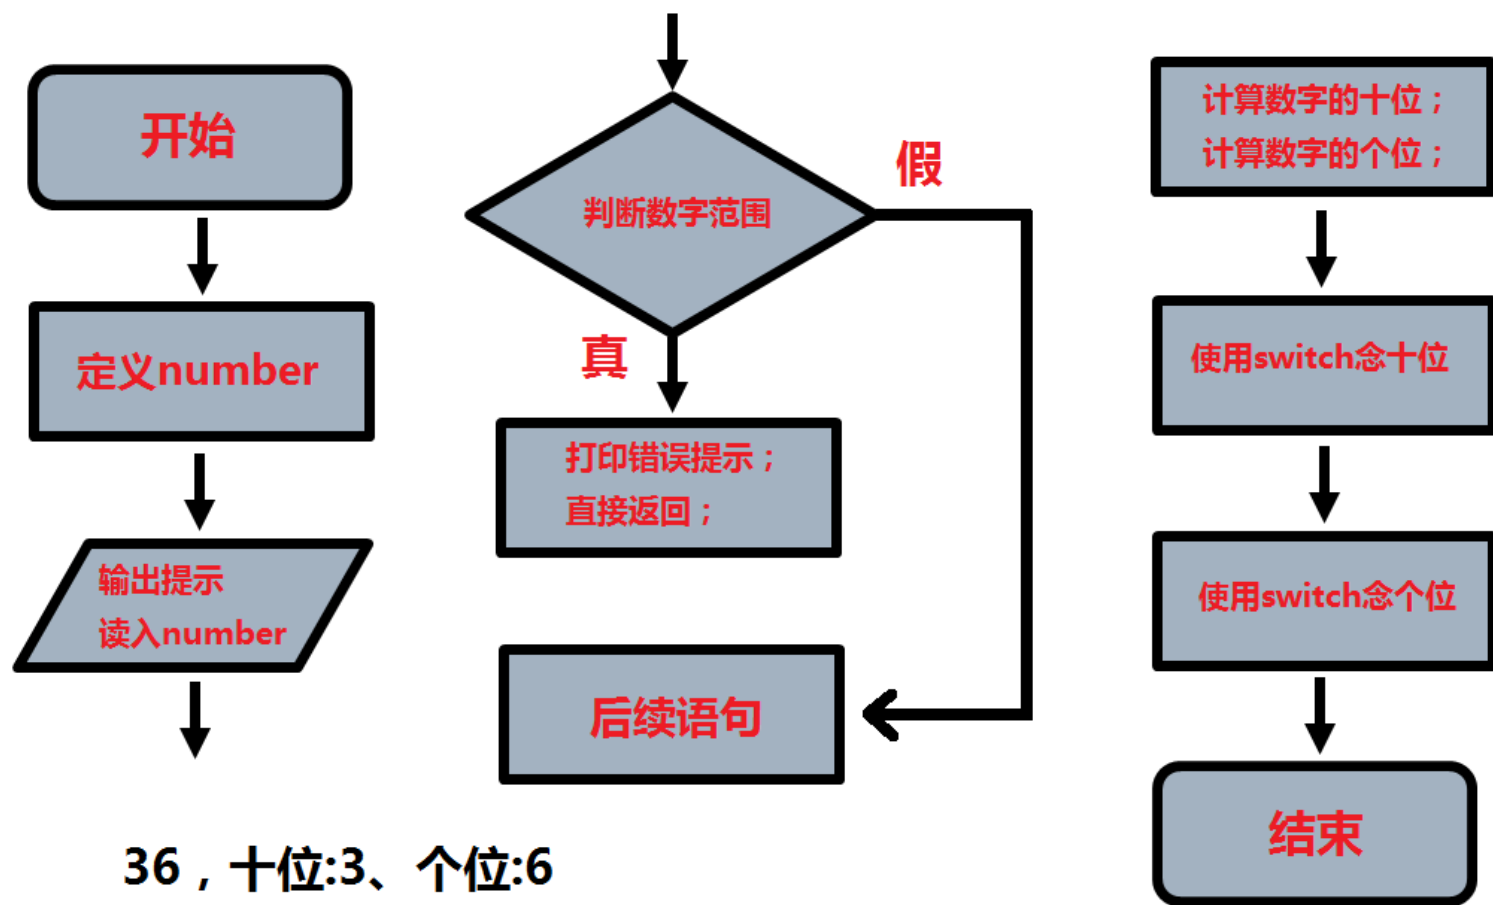 开始
定义number
输出提示
读入number
判断数字范围
假
真
打印错误提示；
直接返回；
后续语句
计算数字的十位；
计算数字的个位；
使用switch念十位
使用switch念个位
结束
36，十位:3、个位:6